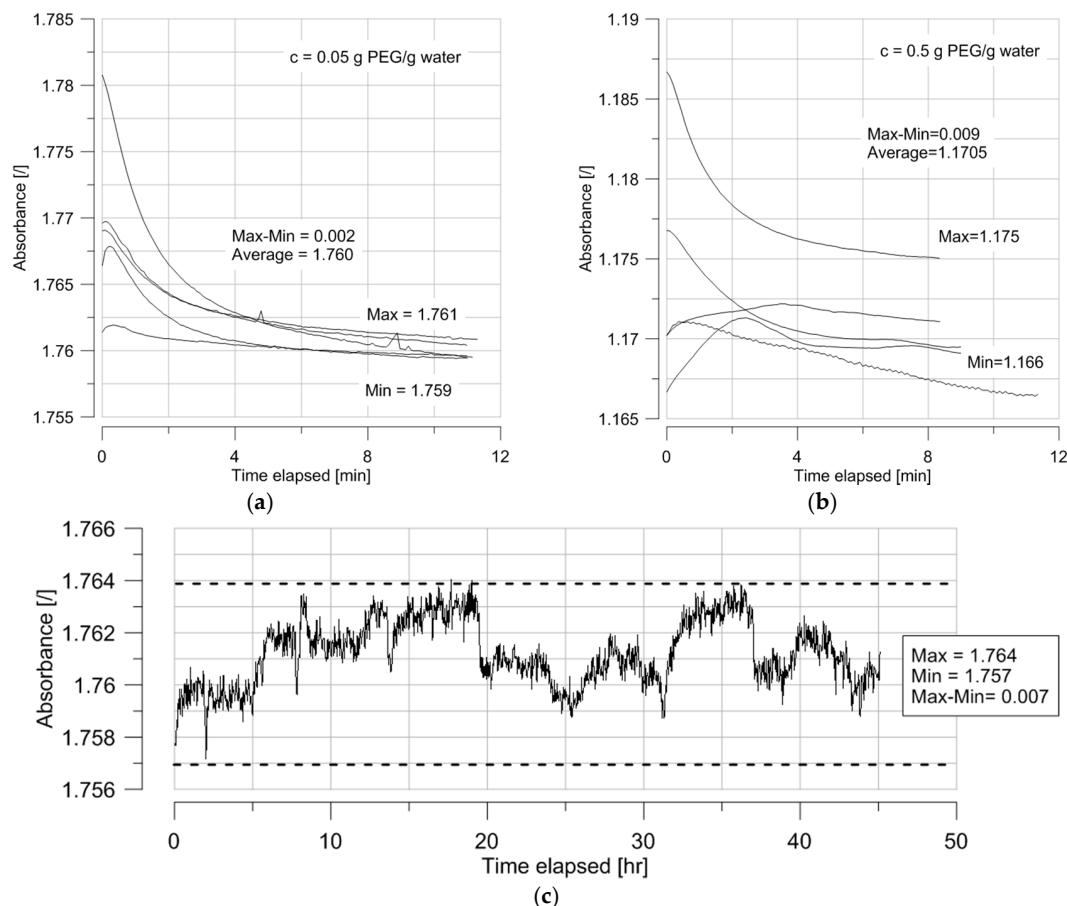 1.785
1.78
1.775
1.77
1.765
1.76
1.755
Absorbance [/]
c = 0.05 g PEG/g water
Max-Min = 0.002
Average = 1.760
Max = 1.761
Min = 1.759
0 4 8 12
Time elapsed [min]
(a)
1.19
1.185
1.18
1.175
1.17
1.165
Absorbance [/]
c = 0.5 g PEG/g water
Max-Min=0.009
Average=1.1705
Max=1.175
Min=1.166
0 4 8 12
Time elapsed [min]
(b)
1.766
1.764
1.762
1.76
1.758
1.756
Absorbance [/]
Max = 1.764
Min = 1.757
Max-Min= 0.007
0 10 20 30 40 50
Time elapsed [hr]
(c)